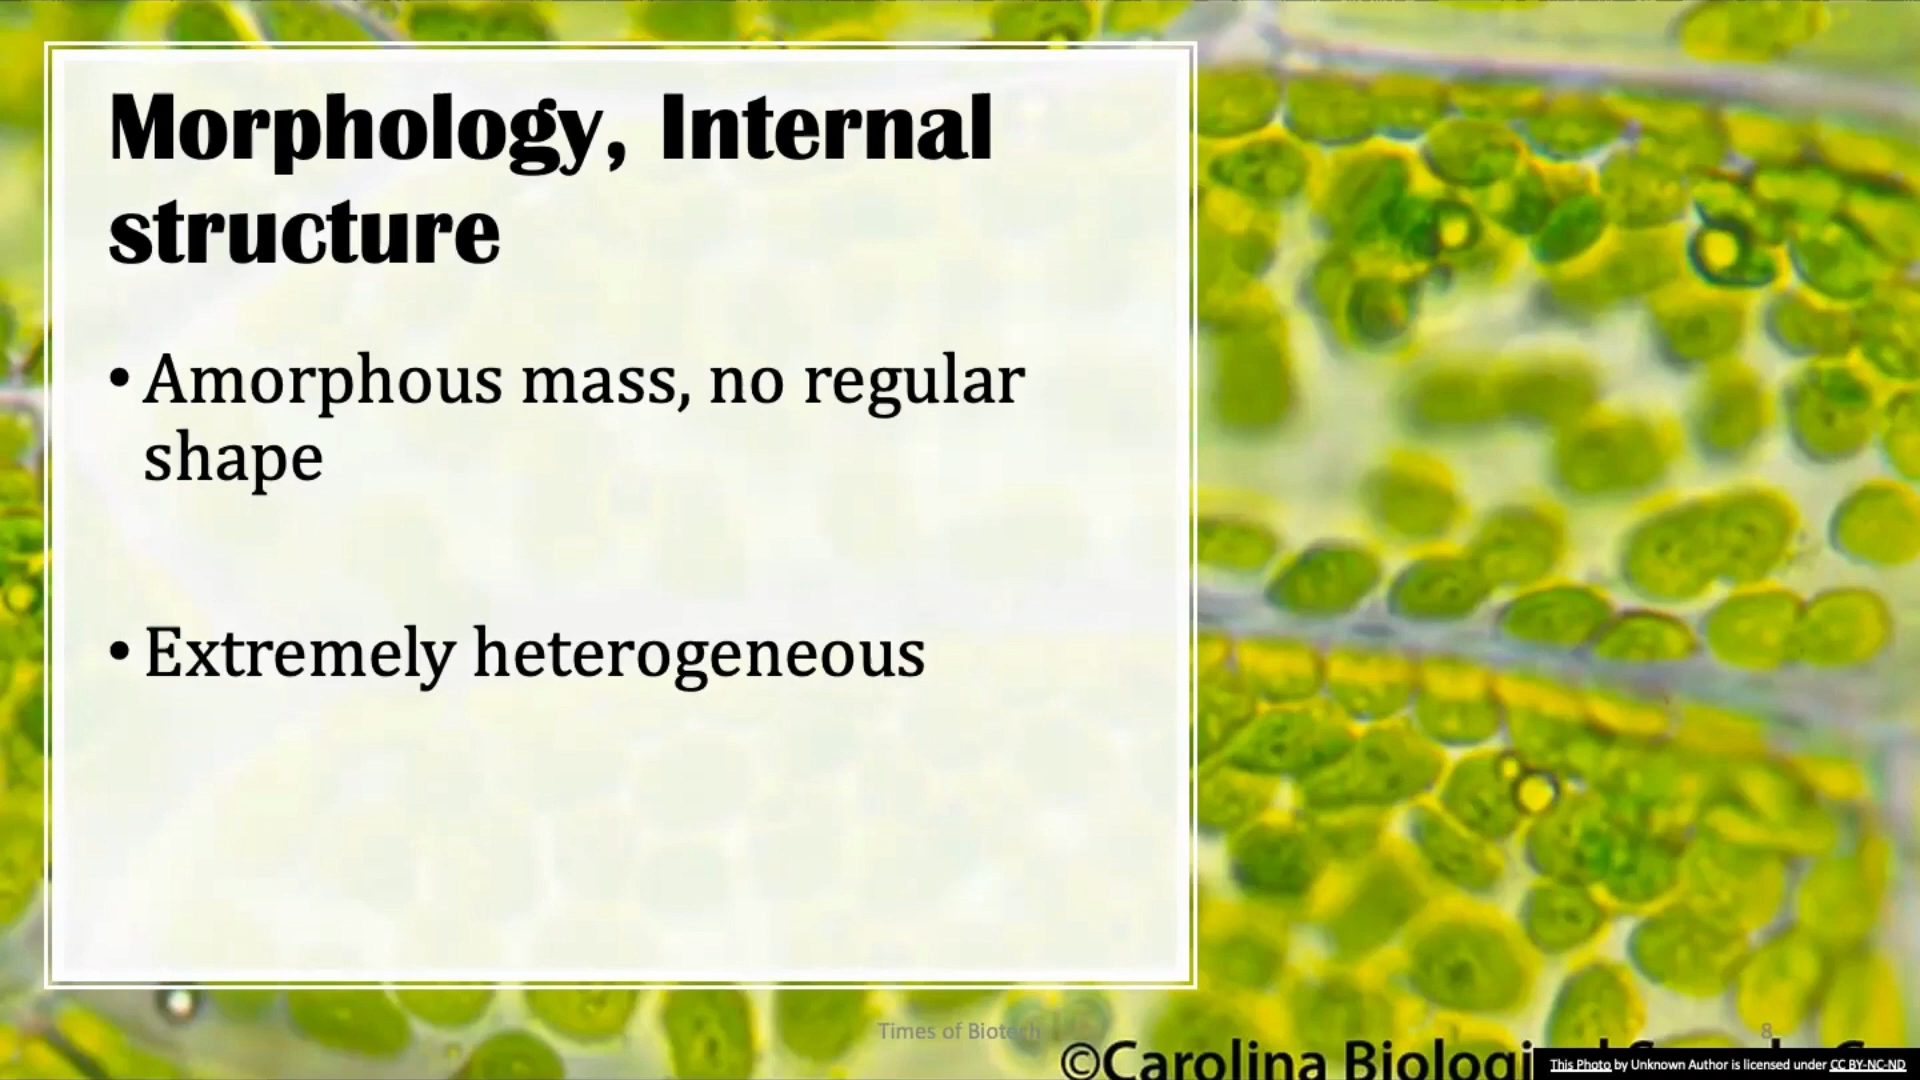 Morphology, Internal
structure
• Amorphous mass, no regular
shape
• Extremely heterogeneous
Times of Biotech
8
©Carolina
This Photo by Unknown Author is licensed under CC BY-NC-ND